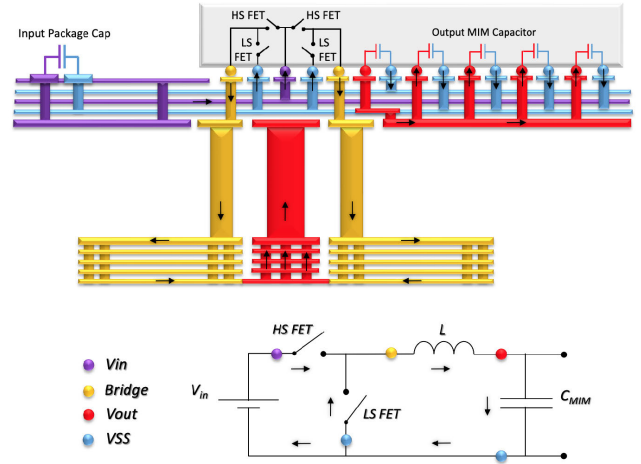 HS FET
HS FET
Input Package Cap
LS
FET
LS
FET
Output MIM Capacitor
HS FET
L
Vin
Bridge
Vout
VSS
Vin
LS FET
CMIM